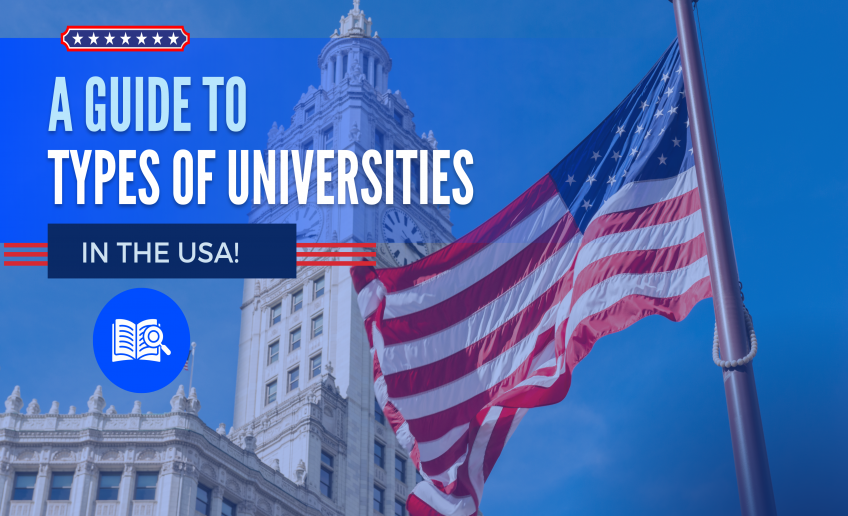 A GUIDE TO
TYPES OF UNIVERSITIES
IN THE USA!